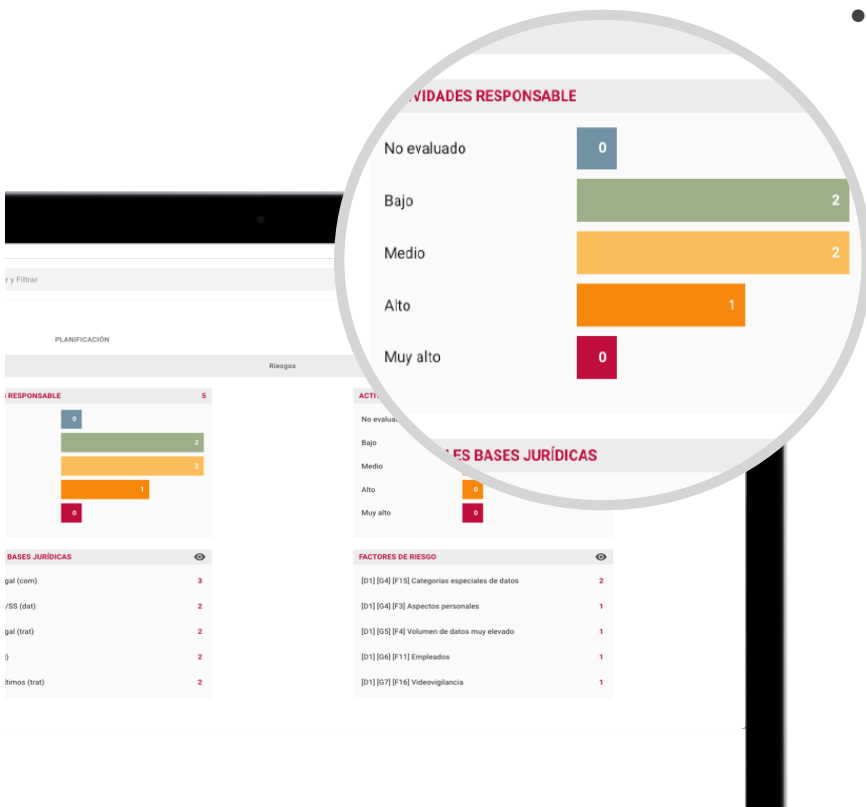 VIDADES RESPONSABLE
No evaluado 0
Bajo 2
Medio 2
Alto 1
Muy alto 0
LES BASES JURÍDICAS
r y Filtrar
PLANIFICACIÓN
Riesgos
RESPONSABLE 5
0
2
2
1
0
ACTI
No evalua
Bajo
Medio
Alto 0
Muy alto 0
BASES JURÍDICAS
gal (com) 3
/SS (dat) 2
gal (trat) 2
) 2
ítimos (trat) 2
FACTORES DE RIESGO
[D1] [G4] [F15] Categorías especiales de datos 2
[D1] [G4] [F3] Aspectos personales 1
[D1] [G5] [F4] Volumen de datos muy elevado 1
[D1] [G6] [F11] Empleados 1
[D1] [G7] [F16] Videovigilancia 1